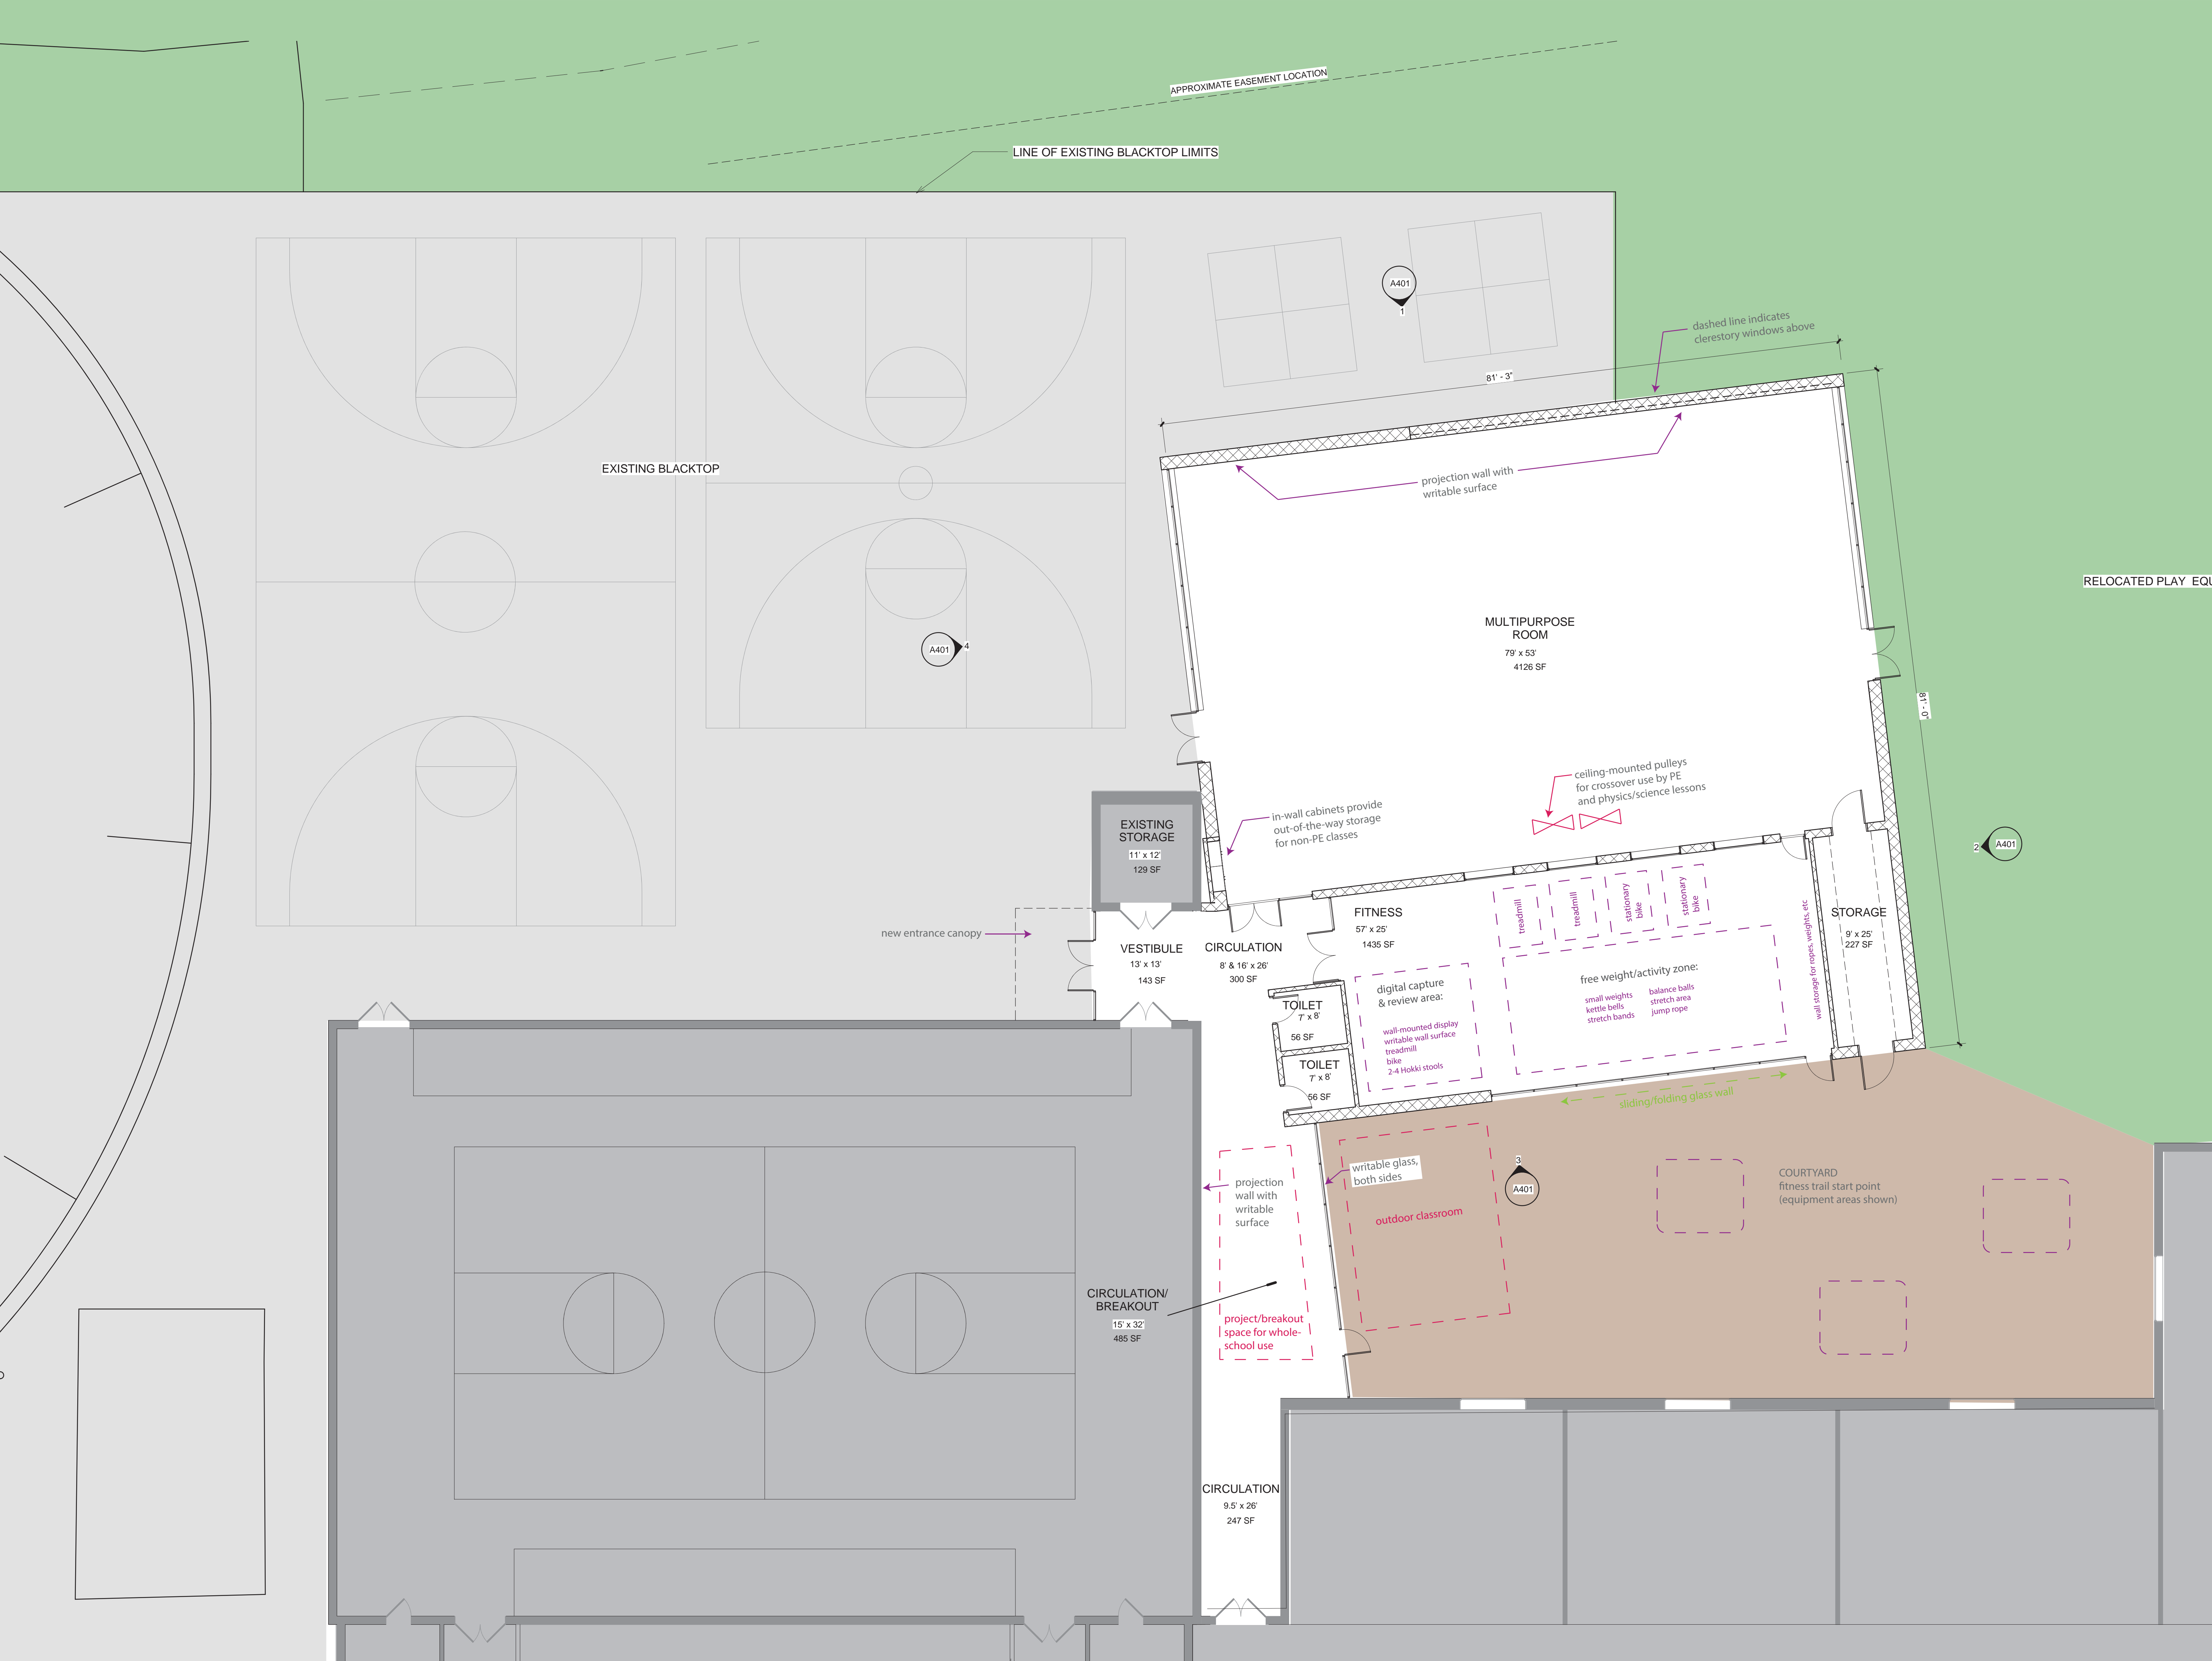 APPROXIMATE EASEMENT LOCATION
LINE OF EXISTING BLACKTOP LIMITS
A401
1
dashed line indicates
clerestory windows above
81' - 3"
EXISTING BLACKTOP
projection wall with
writable surface
RELOCATED PLAY EQU
MULTIPURPOSE
ROOM
79' x 53'
4126 SF
A401
4
81' - 0"
ceiling-mounted pulleys
for crossover use by PE
and physics/science lessons
in-wall cabinets provide
out-of-the-way storage
for non-PE classes
EXISTING
STORAGE
11' x 12'
129 SF
2
A401
new entrance canopy
VESTIBULE
13' x 13'
143 SF
CIRCULATION
8' & 16' x 26'
300 SF
FITNESS
57' x 25'
1435 SF
treadmill
treadmill
stationary
bike
stationary
bike
wall storage for ropes, weights, etc
STORAGE
9' x 25'
227 SF
digital capture
& review area:
wall-mounted display
writable wall surface
treadmill
bike
2-4 Hokki stools
free weight/activity zone:
small weights
kettle bells
stretch bands
balance balls
stretch area
jump rope
TOILET
7' x 8'
56 SF
TOILET
7' x 8'
56 SF
sliding/folding glass wall
projection
wall with
writable
surface
writable glass,
both sides
outdoor classroom
3
A401
COURTYARD
fitness trail start point
(equipment areas shown)
CIRCULATION/
BREAKOUT
15' x 32'
485 SF
project/breakout
space for whole-
school use
CIRCULATION
9.5' x 26'
247 SF